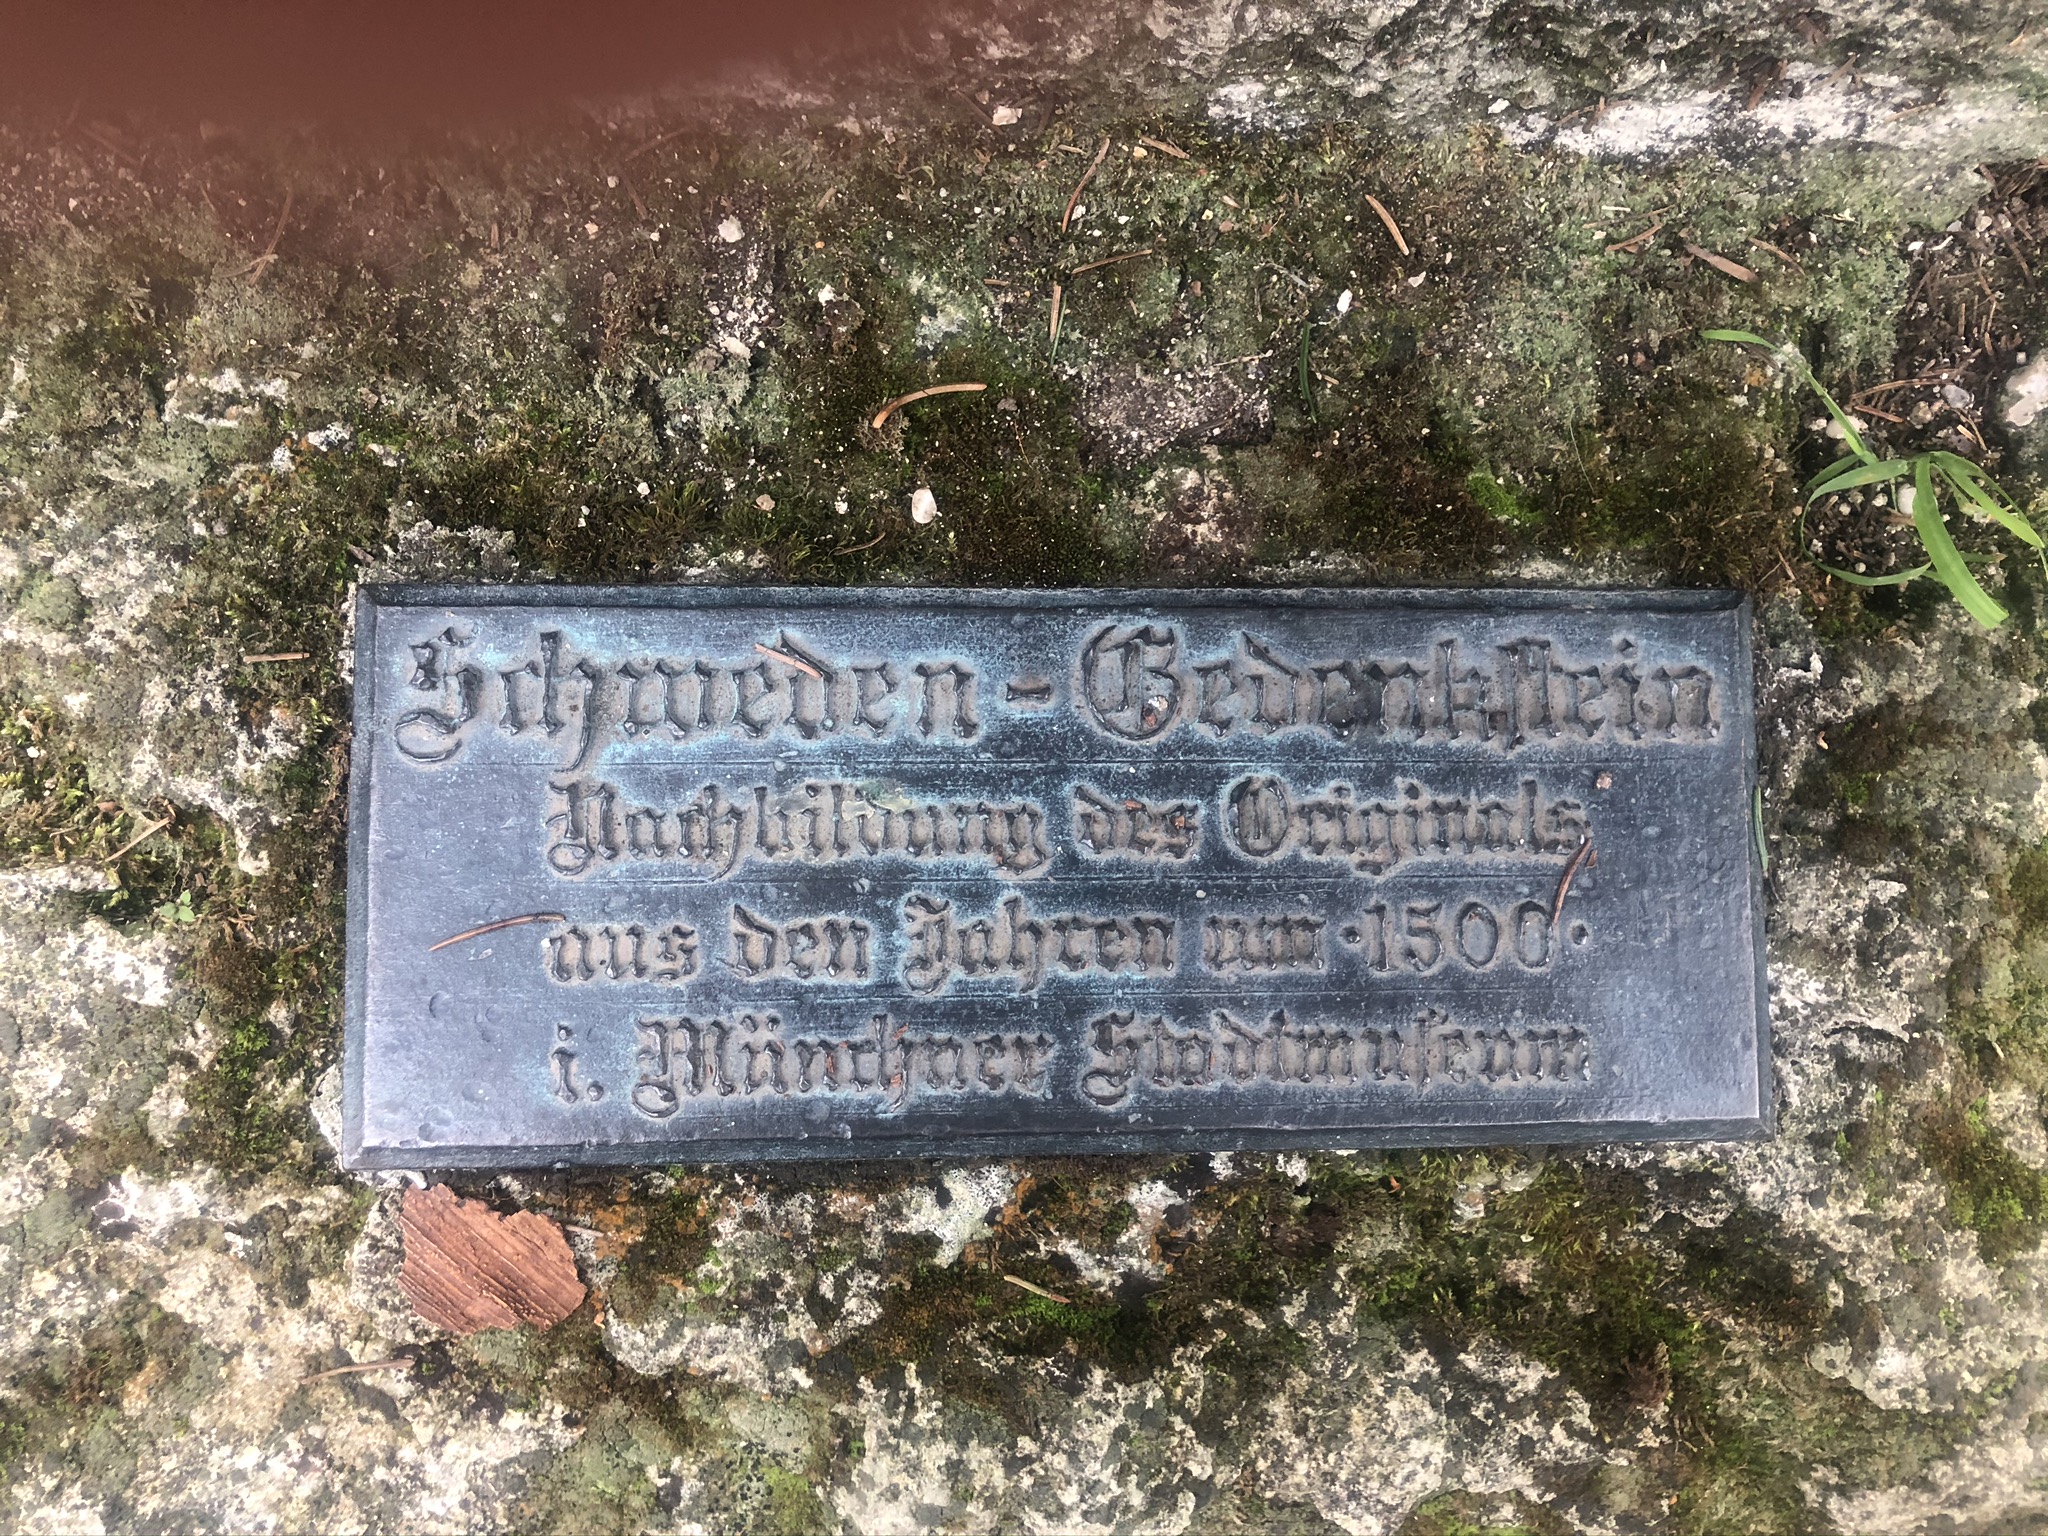 Schweden-Gedenkstein
Nachbildung des Originals
aus den Jahren um ·1500·
i. Münchner Stadtmuseum